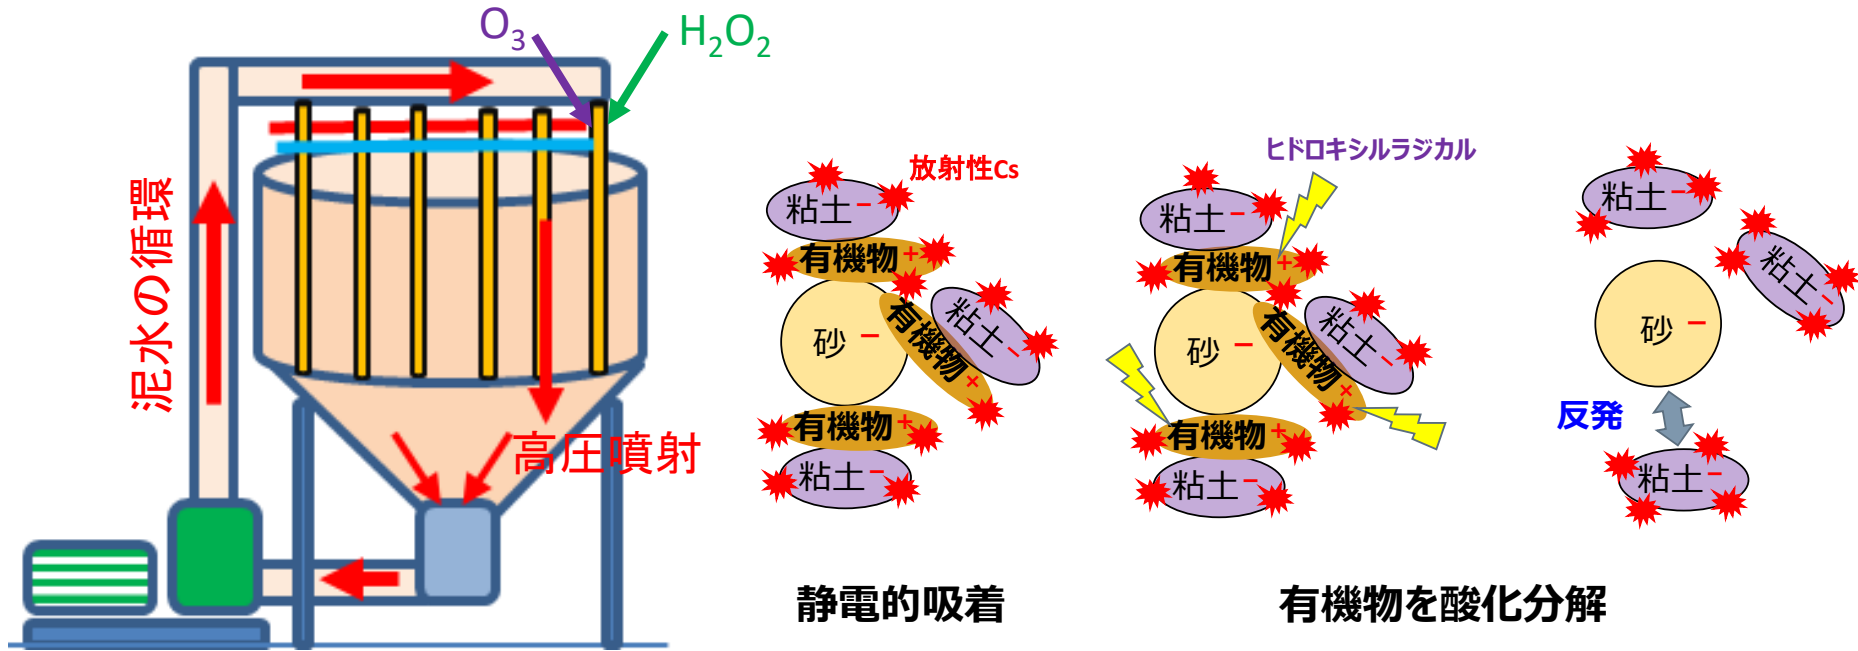 O₃
H₂O₂
泥水の循環
高圧噴射
放射性Cs
粘土 −
有機物 +
砂 −
有機物 +
粘土 −
有機物 +
粘土 −
静電的吸着
ヒドロキシルラジカル
粘土 −
有機物 +
砂 −
有機物 +
粘土 −
有機物 +
粘土 −
有機物を酸化分解
粘土 −
粘土 −
砂 −
反発
粘土 −